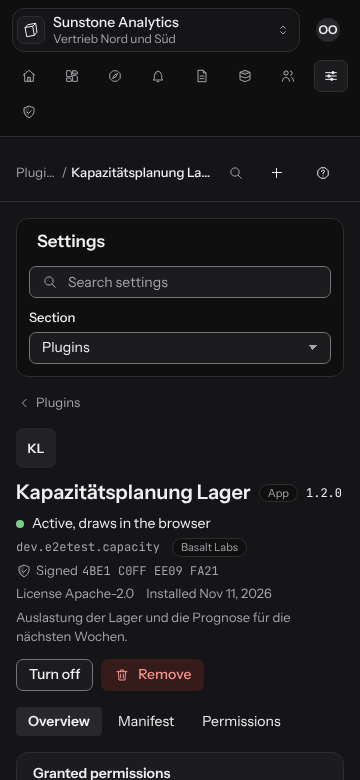 Sunstone Analytics
Vertrieb Nord und Süd
OO
Plugi... / Kapazitätsplanung La...
Settings
Search settings
Section
Plugins
Plugins
KL
Kapazitätsplanung Lager App 1.2.0
Active, draws in the browser
dev.e2etest.capacity Basalt Labs
Signed 4BE1 C0FF EE09 FA21
License Apache-2.0 Installed Nov 11, 2026
Auslastung der Lager und die Prognose für die
nächsten Wochen.
Turn off Remove
Overview Manifest Permissions
Granted permissions